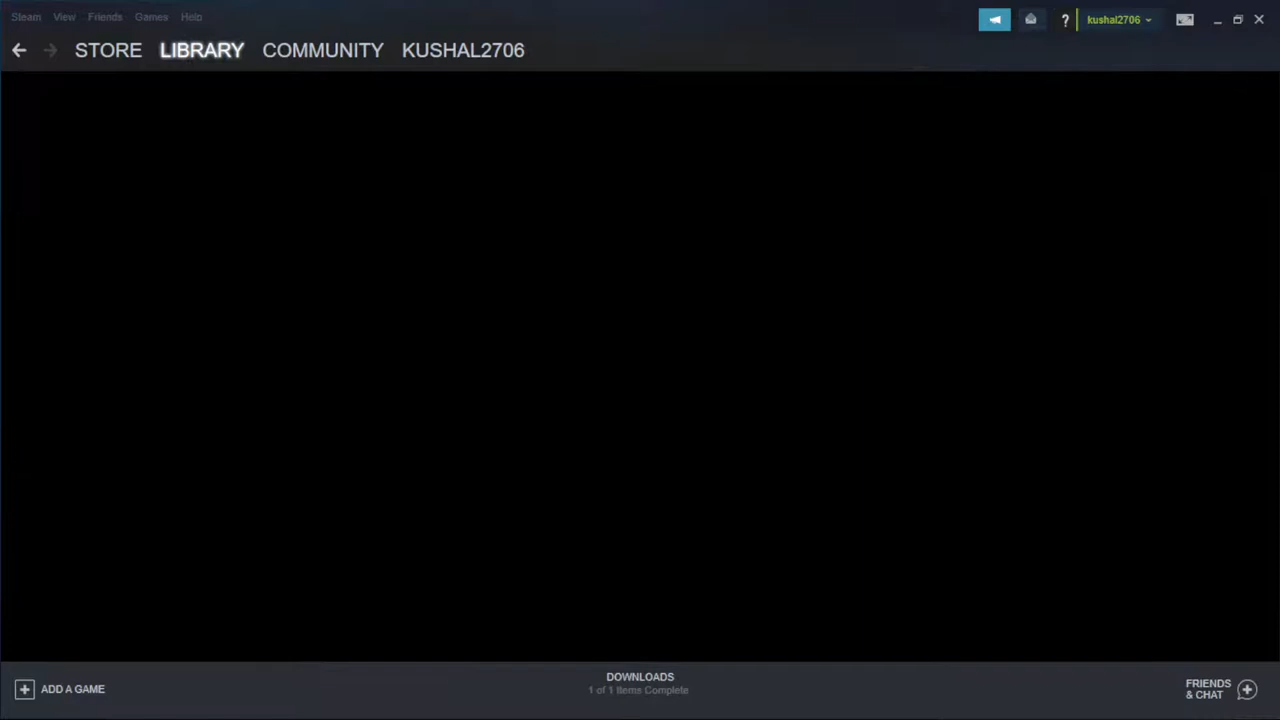 Steam View Friends Games Help
? kushal2706
STORE LIBRARY COMMUNITY KUSHAL2706
ADD A GAME
DOWNLOADS
1 of 1 Items Complete
FRIENDS
& CHAT